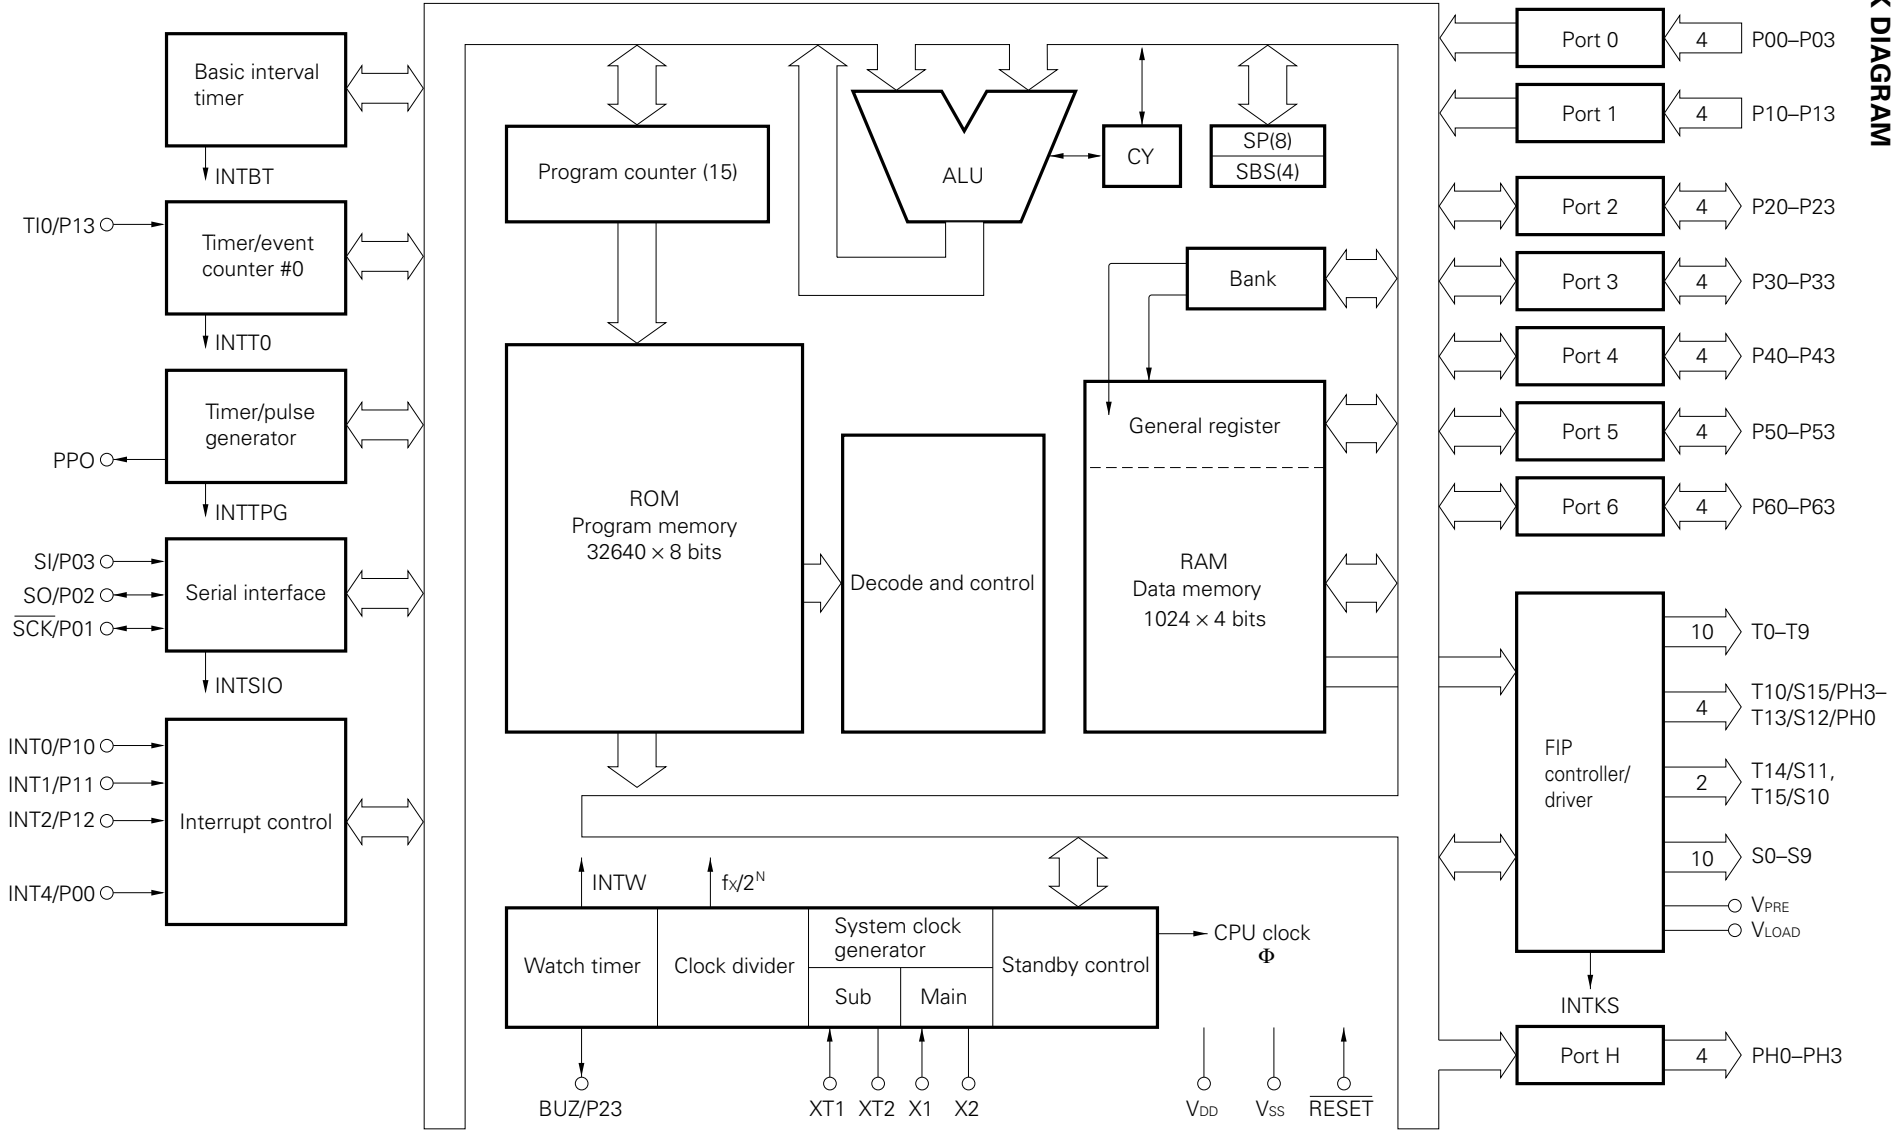 K DIAGRAM
Basic interval
timer
INTBT
TI0/P13
Timer/event
counter #0
INTT0
Timer/pulse
generator
PPO
INTTPG
SI/P03
SO/P02
SCK/P01
Serial interface
INTSIO
INT0/P10
INT1/P11
INT2/P12
INT4/P00
Interrupt control
Program counter (15)
ALU
CY
SP(8)
SBS(4)
Bank
ROM
Program memory
32640 × 8 bits
Decode and control
General register
RAM
Data memory
1024 × 4 bits
INTW
fX/2N
Watch timer
Clock divider
System clock
generator
Sub
Main
Standby control
CPU clock
Φ
BUZ/P23
XT1
XT2
X1
X2
VDD
VSS
RESET
Port 0
4
P00–P03
Port 1
4
P10–P13
Port 2
4
P20–P23
Port 3
4
P30–P33
Port 4
4
P40–P43
Port 5
4
P50–P53
Port 6
4
P60–P63
FIP
controller/
driver
10
T0–T9
4
T10/S15/PH3–
T13/S12/PH0
2
T14/S11,
T15/S10
10
S0–S9
VPRE
VLOAD
INTKS
Port H
4
PH0–PH3